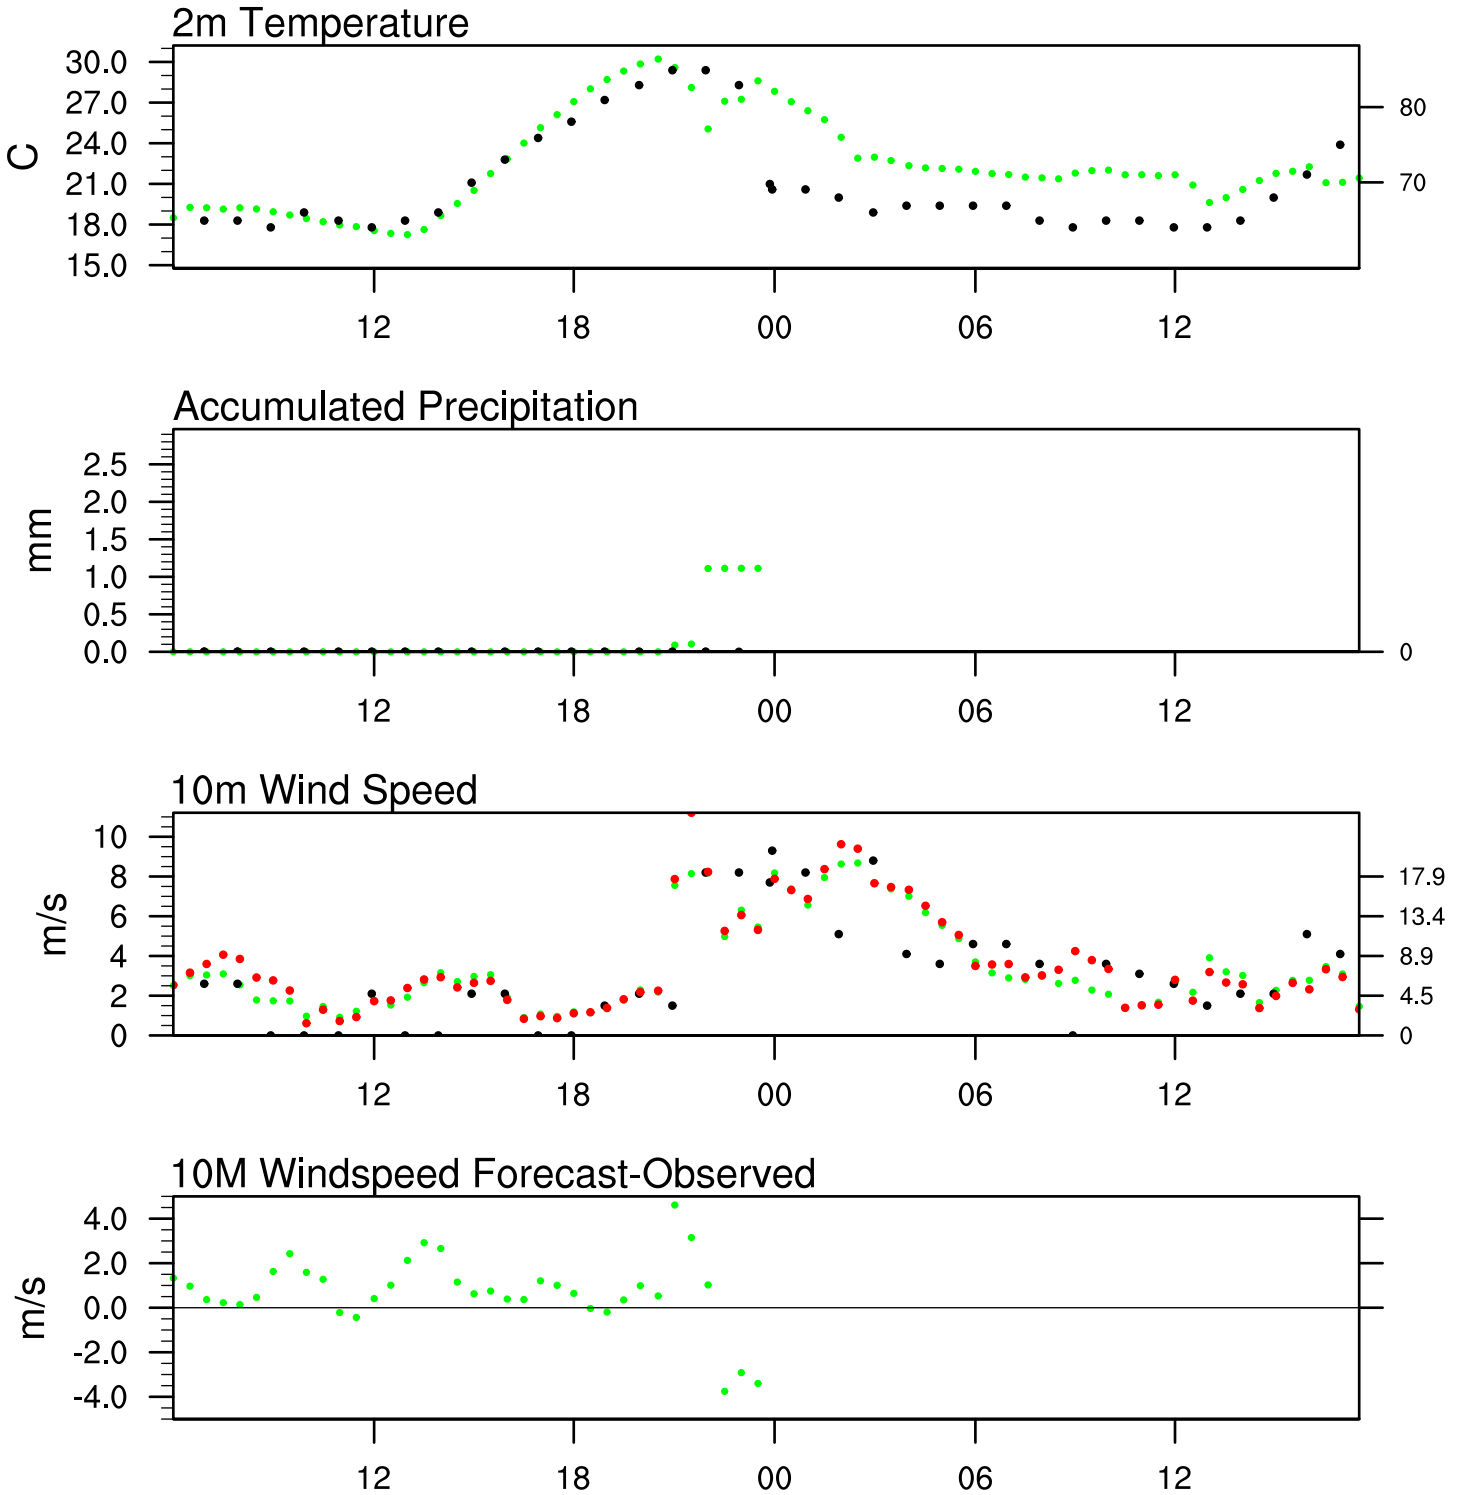 2m Temperature
30.0
27.0
24.0
21.0
18.0
15.0
C
80
70
12 18 00 06 12
Accumulated Precipitation
2.5
2.0
1.5
1.0
0.5
0.0
mm
0
12 18 00 06 12
10m Wind Speed
10
8
6
4
2
0
m/s
17.9
13.4
8.9
4.5
0
12 18 00 06 12
10M Windspeed Forecast-Observed
4.0
2.0
0.0
-2.0
-4.0
m/s
12 18 00 06 12